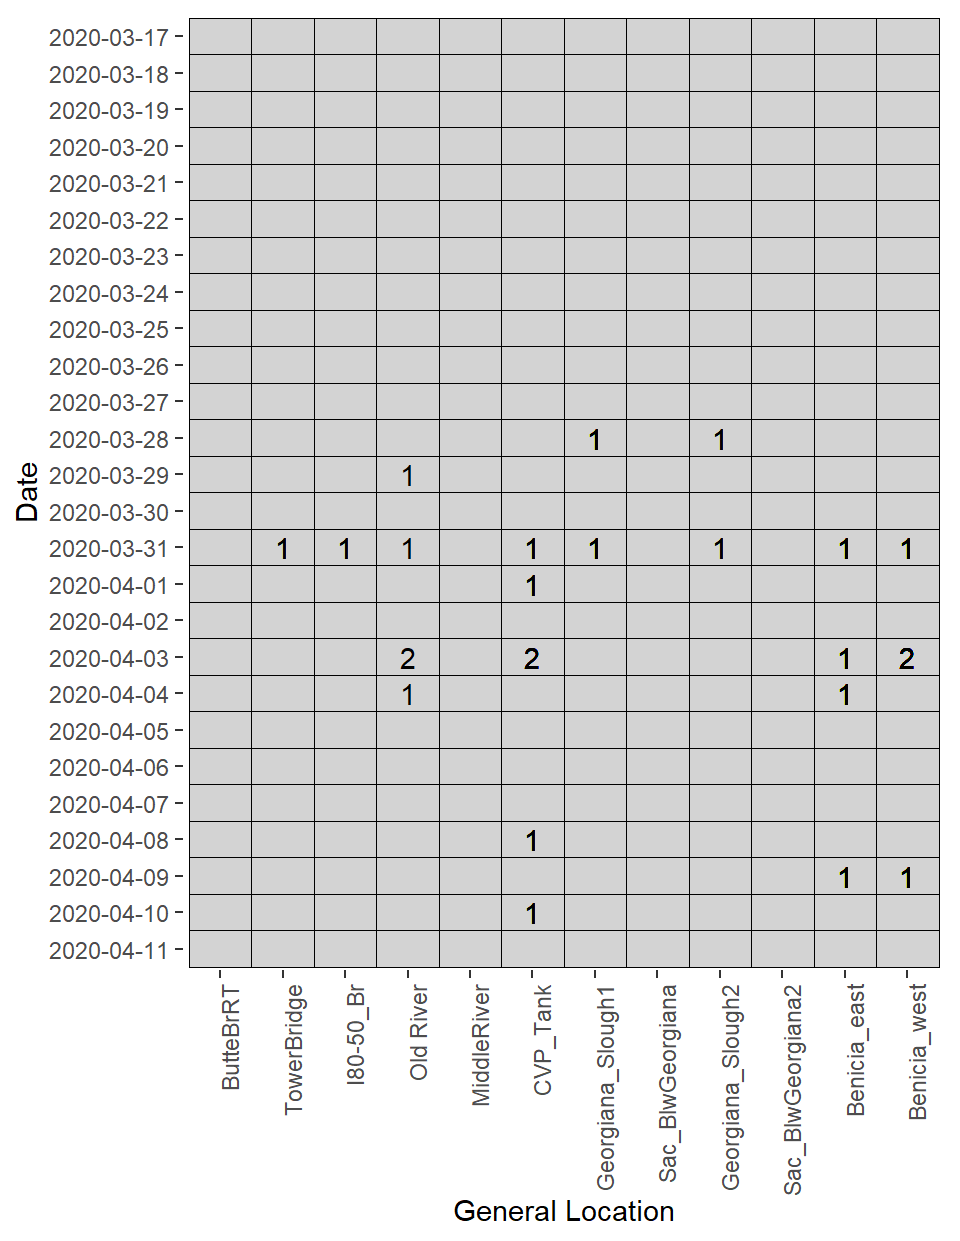 2020-03-17
2020-03-18
2020-03-19
2020-03-20
2020-03-21
2020-03-22
2020-03-23
2020-03-24
2020-03-25
2020-03-26
2020-03-27
2020-03-28 1 1
2020-03-29 1
2020-03-30
2020-03-31 1 1 1 1 1 1 1 1
2020-04-01 1
2020-04-02
2020-04-03 2 2 1 2
2020-04-04 1 1
2020-04-05
2020-04-06
2020-04-07
2020-04-08 1
2020-04-09 1 1
2020-04-10 1
2020-04-11
Date
ButteBrRT
TowerBridge
I80-50_Br
Old River
MiddleRiver
CVP_Tank
Georgiana_Slough1
Sac_BlwGeorgiana
Georgiana_Slough2
Sac_BlwGeorgiana2
Benicia_east
Benicia_west
General Location